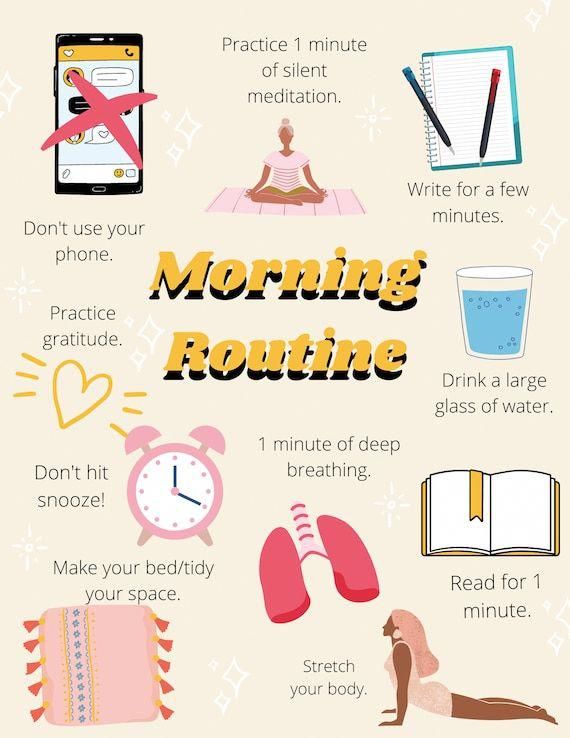 Practice 1 minute
of silent
meditation.
Don't use your
phone.
Write for a few
minutes.
Morning
Routine
Practice
gratitude.
Drink a large
glass of water.
Don't hit
snooze!
1 minute of deep
breathing.
Make your bed/tidy
your space.
Read for 1
minute.
Stretch
your body.